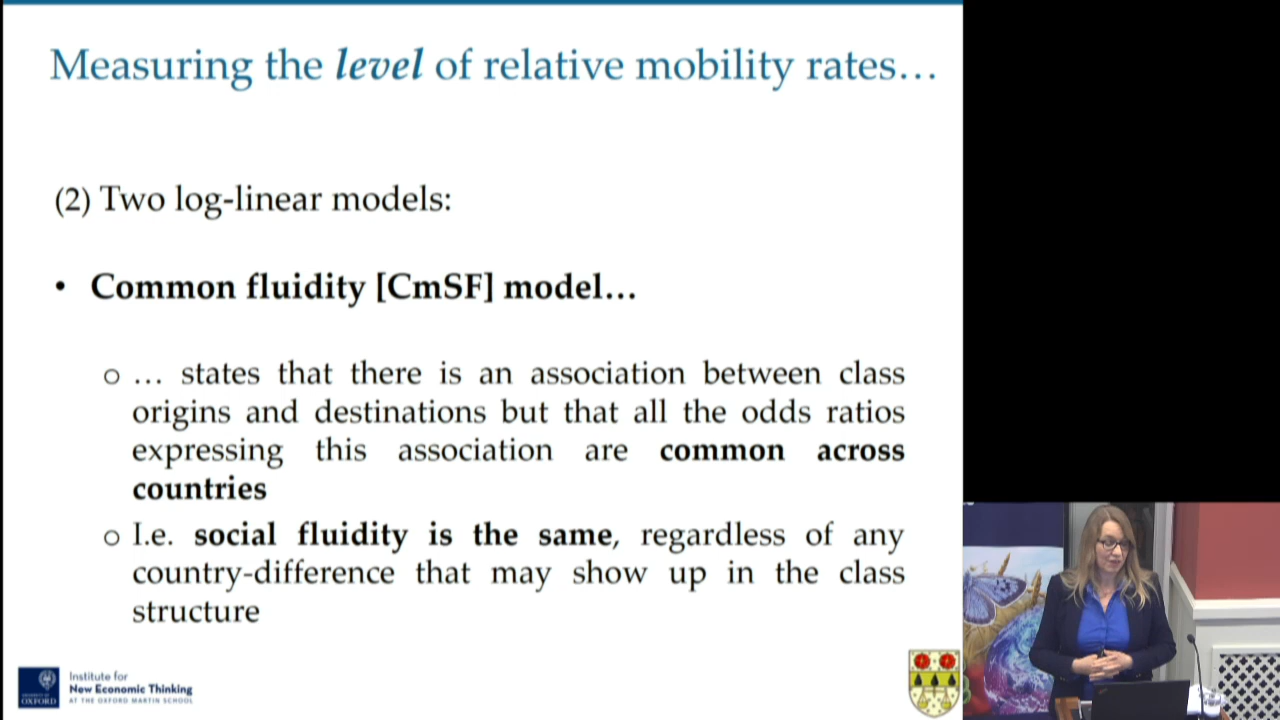 Measuring the level of relative mobility rates…
(2) Two log-linear models:
• Common fluidity [CmSF] model…
o … states that there is an association between class
origins and destinations but that all the odds ratios
expressing this association are common across
countries
o I.e. social fluidity is the same, regardless of any
country-difference that may show up in the class
structure
UNIVERSITY OF
OXFORD
Institute for
New Economic Thinking
AT THE OXFORD MARTIN SCHOOL